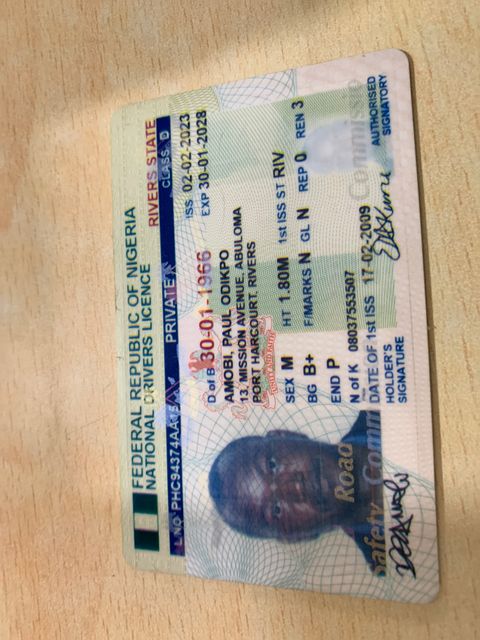 FEDERAL REPUBLIC OF NIGERIA
NATIONAL DRIVERS LICENCE
RIVERS STATE
L/NO PHC94374AA15 PRIVATE CLASS D
ISS 02-02-2023
D of B 30-01-1966 EXP 30-01-2028
AMOBI, PAUL ODIKPO
13, MISSION AVENUE, ABULOMA
PORT HARCOURT, RIVERS
UNITY AND FAITH
SEX M HT 1.80M 1st ISS ST RIV
BG B+ F/MARKS N GL N REP 0 REN 3
END P
N of K 08037553507
Road
Safety Comm
Commissio
DATE OF 1st ISS 17-02-2009
HOLDER'S
SIGNATURE
AUTHORISED
SIGNATORY